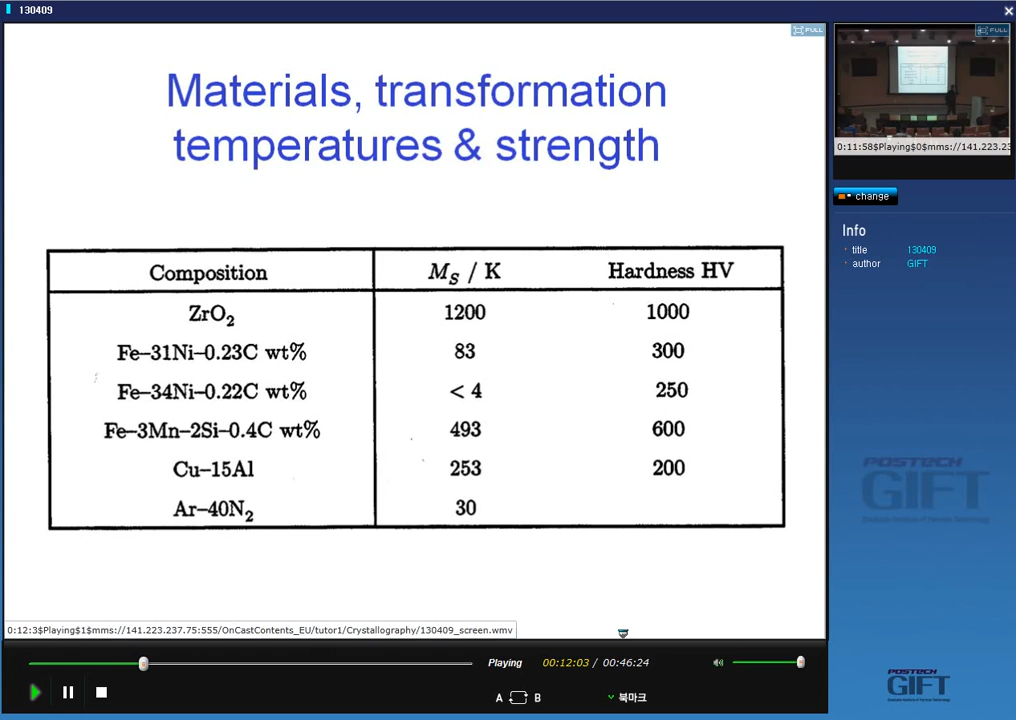 130409
FULL
Materials, transformation
temperatures & strength
Composition M_S / K Hardness HV
ZrO₂ 1200 1000
Fe–31Ni–0.23C wt% 83 300
Fe–34Ni–0.22C wt% < 4 250
Fe–3Mn–2Si–0.4C wt% 493 600
Cu–15Al 253 200
Ar–40N₂ 30
0:12:3$Playing$1$mms://141.223.237.75:555/OnCastContents_EU/tutor1/Crystallography/130409_screen.wmv
Playing 00:12:03 / 00:46:24
A B 북마크
FULL
0:11:58$Playing$0$mms://141.223.23
change
Info
title 130409
author GIFT
POSTECH
GIFT
POSTECH
GIFT